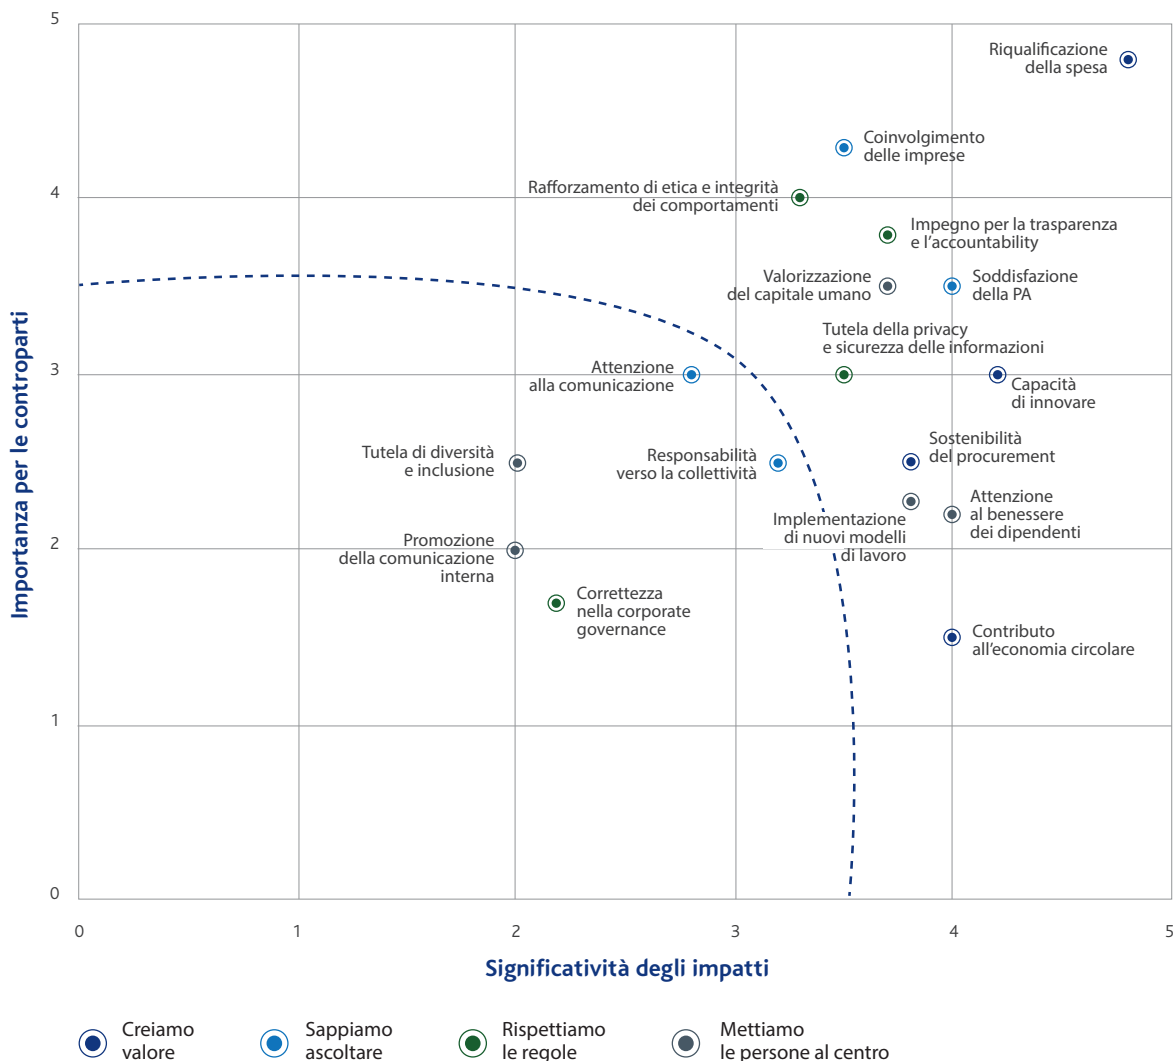 5
Riqualificazione
della spesa
Coinvolgimento
delle imprese
4
Rafforzamento di etica e integrità
dei comportamenti
Impegno per la trasparenza
e l'accountability
Valorizzazione
del capitale umano
Soddisfazione
della PA
Tutela della privacy
e sicurezza delle informazioni
3
Attenzione
alla comunicazione
Capacità
di innovare
Importanza per le controparti
Tutela di diversità
e inclusione
Responsabilità
verso la collettività
Sostenibilità
del procurement
Implementazione
di nuovi modelli
di lavoro
Attenzione
al benessere
dei dipendenti
2
Promozione
della comunicazione
interna
Correttezza
nella corporate
governance
Contributo
all'economia circolare
1
0
0
1
2
3
4
5
Significatività degli impatti
Creiamo
valore
Sappiamo
ascoltare
Rispettiamo
le regole
Mettiamo
le persone al centro